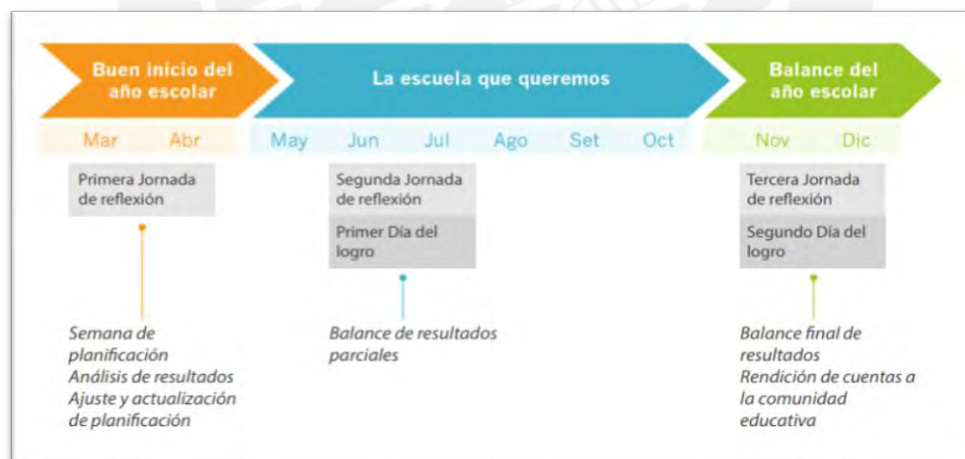 Buen inicio del
año escolar
La escuela que queremos
Balance del
año escolar
Mar Abr May Jun Jul Ago Set Oct Nov Dic
Primera Jornada
de reflexión
Segunda Jornada
de reflexión
Primer Día del
logro
Tercera Jornada
de reflexión
Segundo Día del
logro
Semana de
planificación
Análisis de resultados
Ajuste y actualización
de planificación
Balance de resultados
parciales
Balance final de
resultados
Rendición de cuentas a
la comunidad
educativa